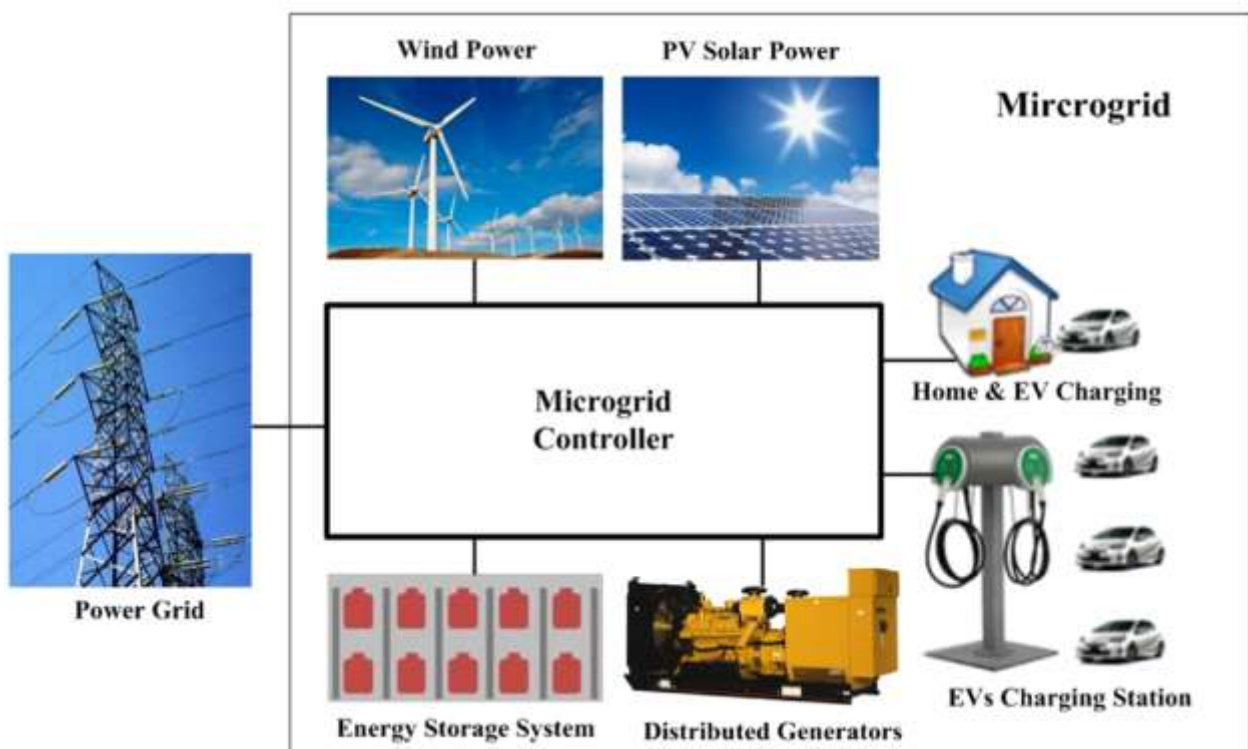 Wind Power
PV Solar Power
Mircrogrid
Microgrid
Controller
Home & EV Charging
Power Grid
Energy Storage System
Distributed Generators
EVs Charging Station